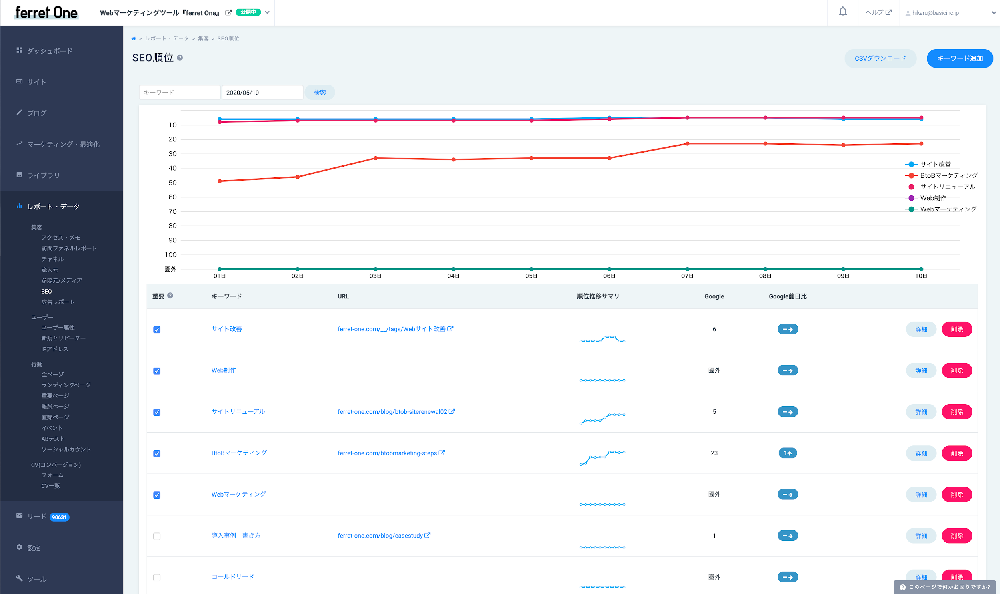 ferret One
Webマーケティングツール『ferret One』 公開中
ヘルプ
hikaru@basicinc.jp
ダッシュボード
サイト
ブログ
マーケティング・最適化
ライブラリ
レポート・データ
集客
アクセス・メモ
訪問ファネルレポート
チャネル
流入元
参照元/メディア
SEO
広告レポート
ユーザー
ユーザー属性
新規とリピーター
IPアドレス
行動
全ページ
ランディングページ
重要ページ
離脱ページ
直帰ページ
イベント
ABテスト
ソーシャルカウント
CV(コンバージョン)
フォーム
CV一覧
リード 90631
設定
ツール
> レポート・データ > 集客 > SEO順位
SEO順位 ?
CSVダウンロード
キーワード追加
キーワード 2020/05/10 検索
10
20
30
40
50
60
70
80
90
100
圏外
01日 02日 03日 04日 05日 06日 07日 08日 09日 10日
サイト改善
BtoBマーケティング
サイトリニューアル
Web制作
Webマーケティング
重要 ? キーワード URL 順位推移サマリ Google Google前日比
サイト改善 ferret-one.com/__/tags/Webサイト改善 6 詳細 削除
Web制作 圏外 詳細 削除
サイトリニューアル ferret-one.com/blog/btob-siterenewal02 5 詳細 削除
BtoBマーケティング ferret-one.com/btobmarketing-steps 23 1 詳細 削除
Webマーケティング 圏外 詳細 削除
導入事例　書き方 ferret-one.com/blog/casestudy 1 詳細 削除
コールドリード 圏外 詳細 削除
? このページで何かお困りですか?